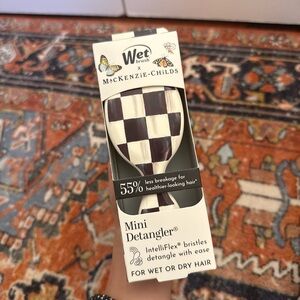 Wet
brush
x
MACKENZIE-CHILDS
55% less breakage for
healthier-looking hair*
Mini
Detangler®
IntelliFlex® bristles
detangle with ease
FOR WET OR DRY HAIR